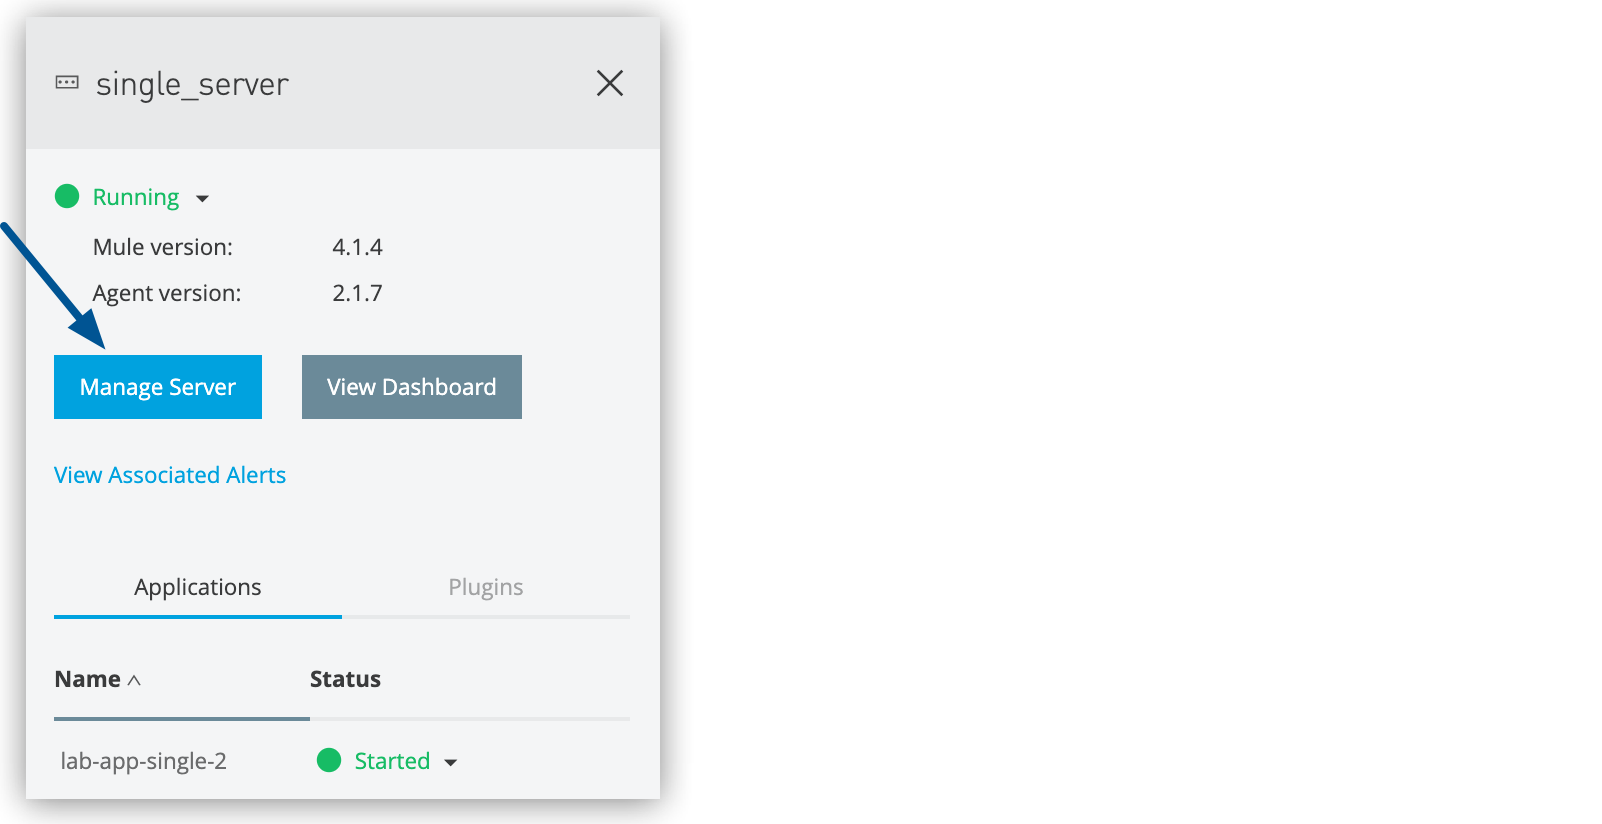 single_server
Running
Mule version: 4.1.4
Agent version: 2.1.7
Manage Server View Dashboard
View Associated Alerts
Applications Plugins
Name Status
lab-app-single-2 Started